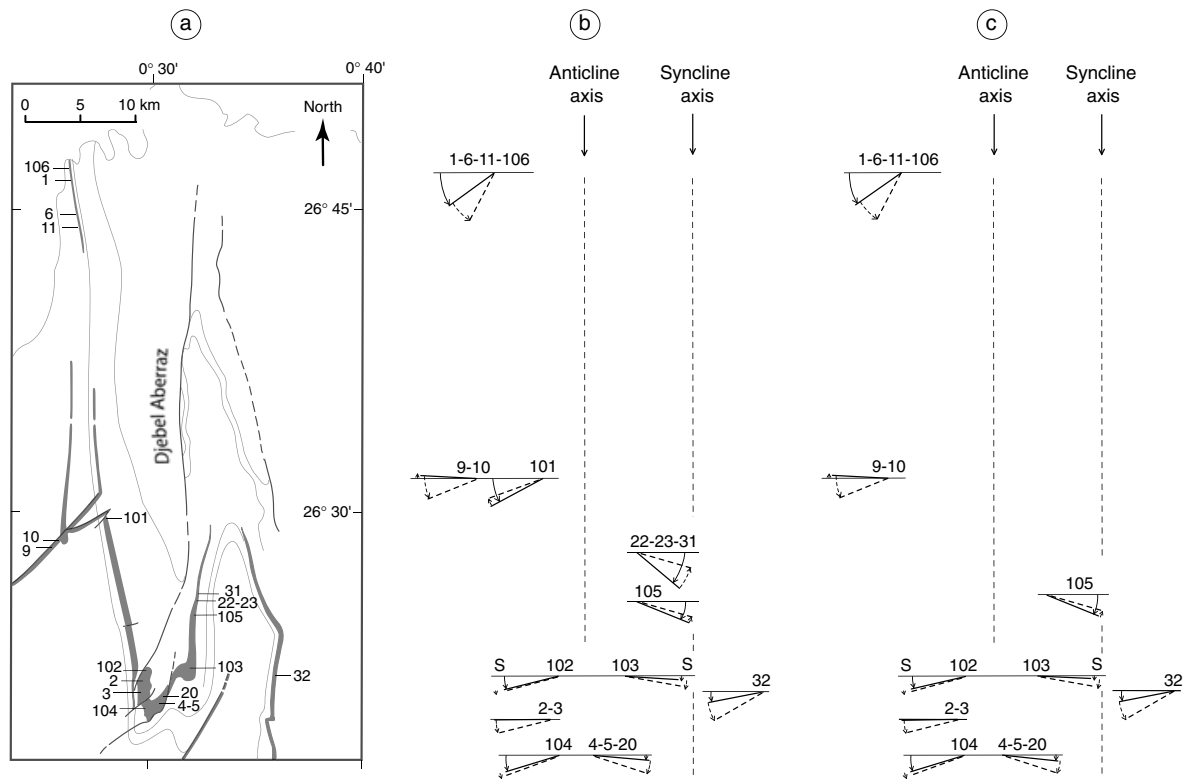 a
b
c
0° 30'
0° 40'
0 5 10 km
North
106
1
6
11
26° 45'
Djebel Aberraz
26° 30'
101
10
9
31
22-23
105
102
103
2
32
3
20
4-5
104
Anticline
axis
Syncline
axis
1-6-11-106
9-10 101
22-23-31
105
S 102 103 S
32
2-3
104 4-5-20
Anticline
axis
Syncline
axis
1-6-11-106
9-10
105
S 102 103 S
32
2-3
104 4-5-20